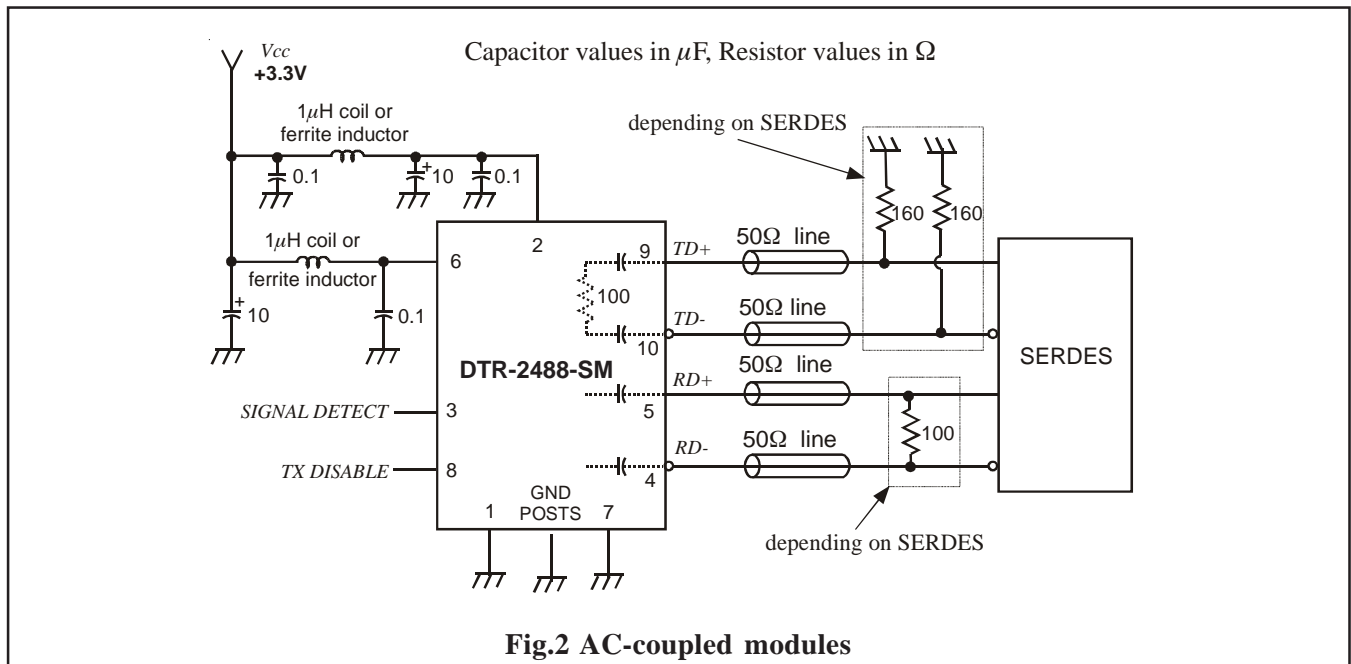 Vcc
+3.3V
Capacitor values in µF, Resistor values in Ω
1µH coil or
ferrite inductor
depending on SERDES
0.1
10
0.1
160
160
1µH coil or
ferrite inductor
6
2
9
TD+
50Ω line
100
10
0.1
TD-
50Ω line
10
DTR-2488-SM
SERDES
RD+
50Ω line
SIGNAL DETECT
3
5
100
RD-
50Ω line
TX DISABLE
8
4
GND
POSTS
1
7
depending on SERDES
Fig.2 AC-coupled modules